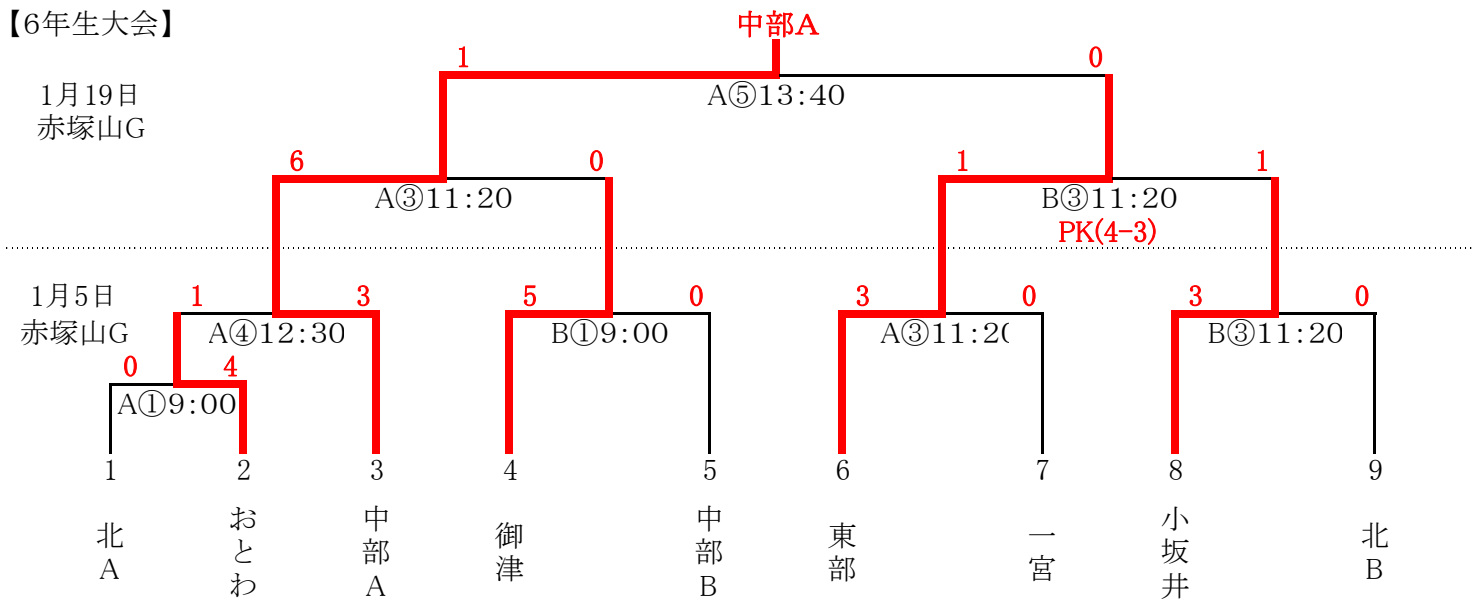 【6年生大会】
中部A
1
0
1月19日
赤塚山G
A⑤13:40
6
0
1
1
A③11:20
B③11:20
PK(4-3)
1月5日
赤塚山G
1
3
5
0
3
0
3
0
A④12:30
B①9:00
A③11:20
B③11:20
0
4
A①9:00
1
2
3
4
5
6
7
8
9
北A
おとわ
中部A
御津
中部B
東部
一宮
小坂井
北B